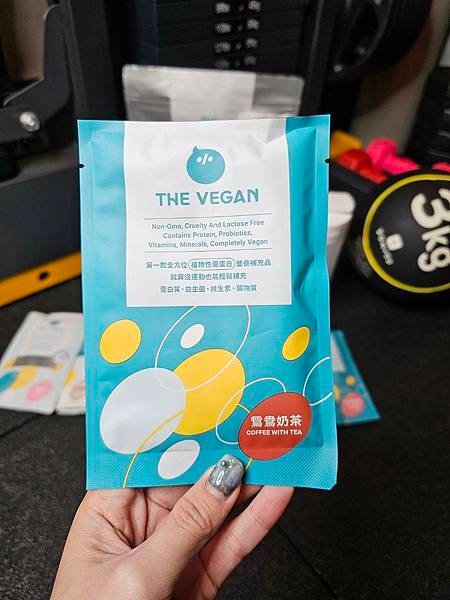 THE VEGAN
Non-Gmo, Cruelty And Lactose Free
Contains Protein, Probiotics,
Vitamins, Minerals, Completely Vegan
第一款全方位植物性優蛋白營養補充品
就算沒運動也能輕鬆補充
蛋白質、益生菌、維生素、礦物質
鴛鴦奶茶
COFFEE WITH TEA
3kg